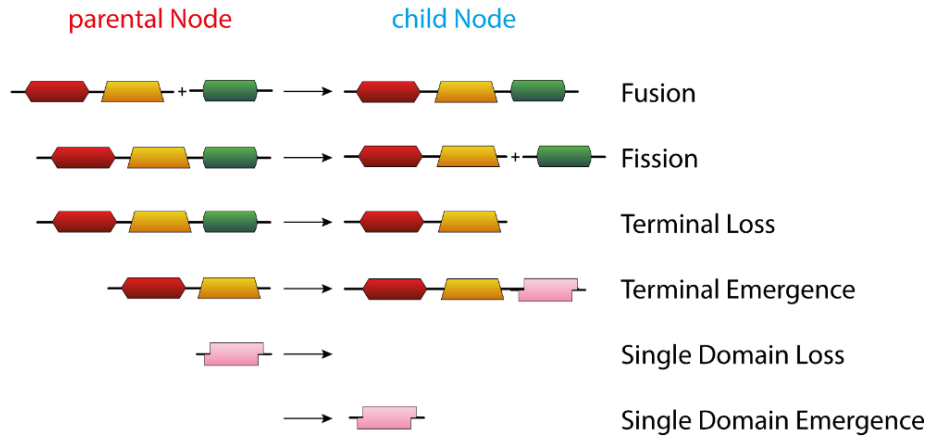 parental Node child Node
+ Fusion
+ Fission
Terminal Loss
Terminal Emergence
Single Domain Loss
Single Domain Emergence